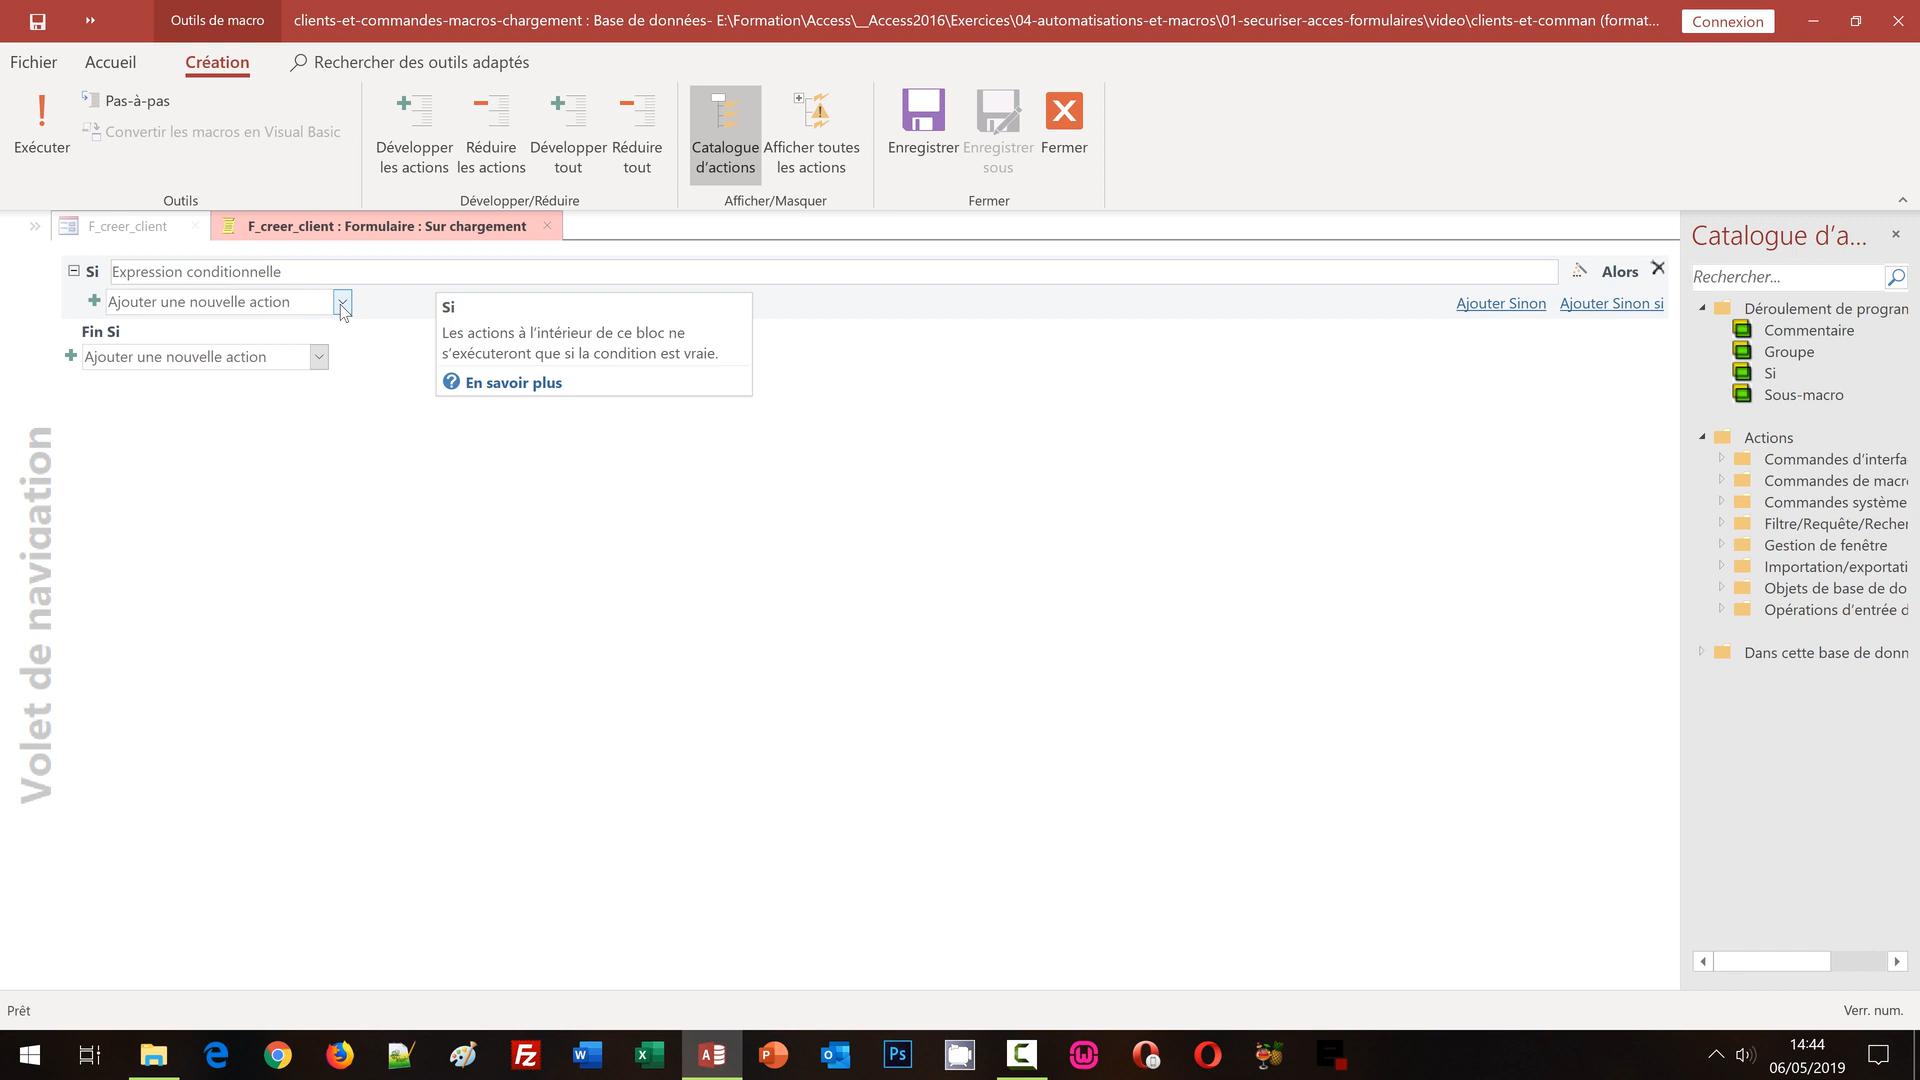 Outils de macro
clients-et-commandes-macros-chargement : Base de données- E:\Formation\Access\__Access2016\Exercices\04-automatisations-et-macros\01-securiser-acces-formulaires\video\clients-et-comman (format...
Connexion
Fichier
Accueil
Création
Rechercher des outils adaptés
Exécuter
Pas-à-pas
Convertir les macros en Visual Basic
Outils
Développer les actions
Réduire les actions
Développer tout
Réduire tout
Développer/Réduire
Catalogue d'actions
Afficher toutes les actions
Afficher/Masquer
Enregistrer
Enregistrer sous
Fermer
Fermer
F_creer_client
F_creer_client : Formulaire : Sur chargement
Si
Expression conditionnelle
Alors
Ajouter une nouvelle action
Ajouter Sinon
Ajouter Sinon si
Fin Si
Ajouter une nouvelle action
Si
Les actions à l'intérieur de ce bloc ne
s'exécuteront que si la condition est vraie.
En savoir plus
Volet de navigation
Catalogue d'a...
Rechercher...
Déroulement de progran
Commentaire
Groupe
Si
Sous-macro
Actions
Commandes d'interfa
Commandes de macro
Commandes système
Filtre/Requête/Recher
Gestion de fenêtre
Importation/exportati
Objets de base de do
Opérations d'entrée d
Dans cette base de donn
Prêt
Verr. num.
14:44
06/05/2019